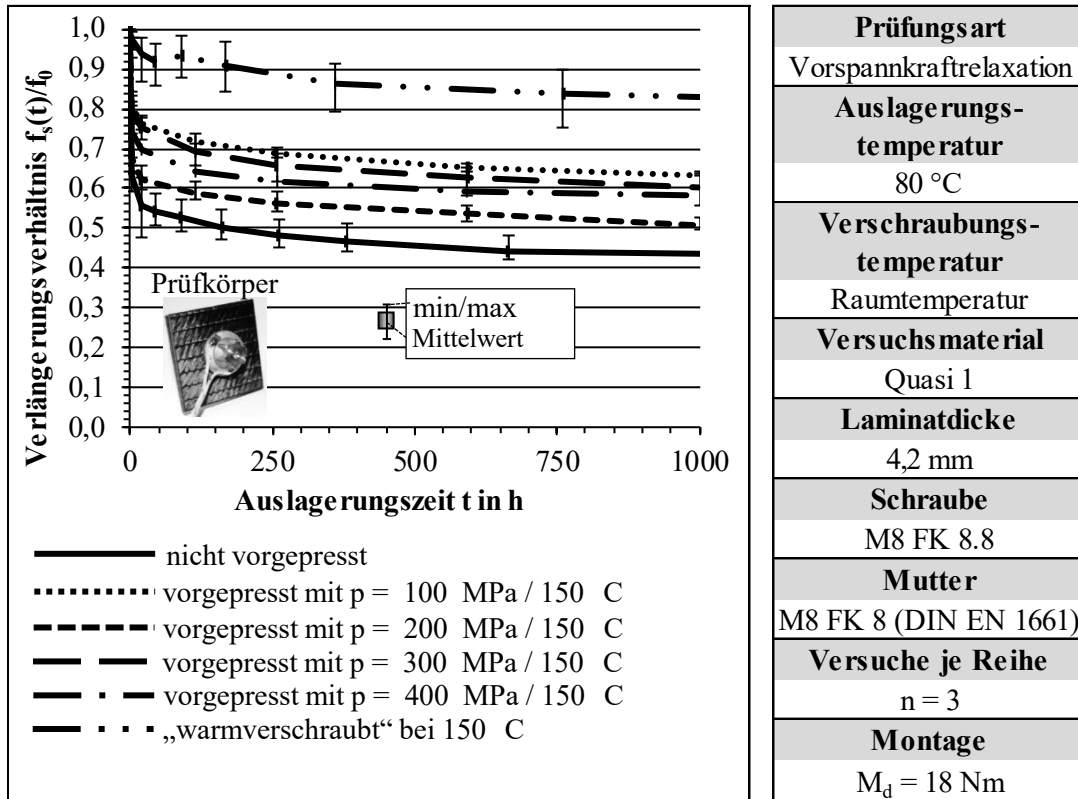 Verlängerungsverhältnis fs(t)/f0
1,0
0,9
0,8
0,7
0,6
0,5
0,4
0,3
0,2
0,1
0,0
Prüfkörper
min/max
Mittelwert
0 250 500 750 1000
Auslagerungszeit t in h
nicht vorgepresst
vorgepresst mit p = 100 MPa / 150 C
vorgepresst mit p = 200 MPa / 150 C
vorgepresst mit p = 300 MPa / 150 C
vorgepresst mit p = 400 MPa / 150 C
„warmverschraubt“ bei 150 C
Prüfungsart
Vorspannkraftrelaxation
Auslagerungs-
temperatur
80 °C
Verschraubungs-
temperatur
Raumtemperatur
Versuchsmaterial
Quasi 1
Laminatdicke
4,2 mm
Schraube
M8 FK 8.8
Mutter
M8 FK 8 (DIN EN 1661)
Versuche je Reihe
n = 3
Montage
Md = 18 Nm